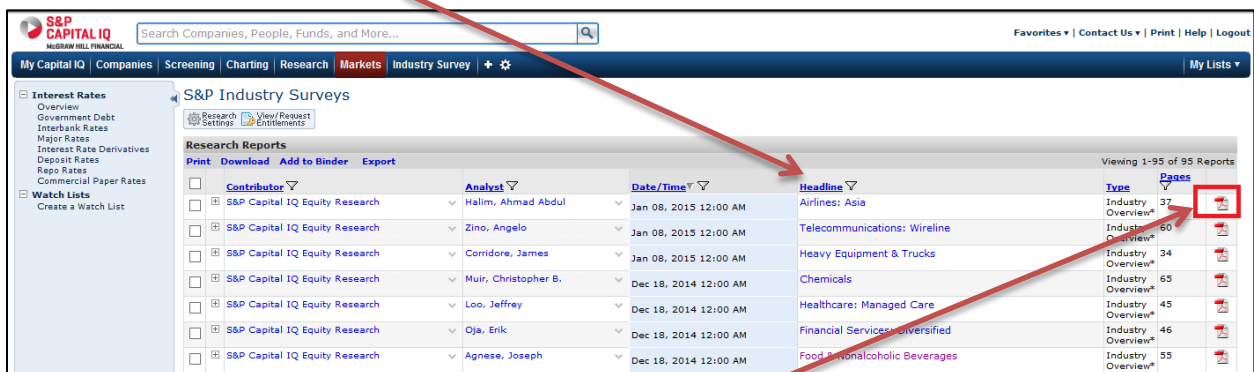 S&P
CAPITAL IQ
McGRAW HILL FINANCIAL
Search Companies, People, Funds, and More...
Favorites ▾ | Contact Us ▾ | Print | Help | Logout
My Capital IQ Companies Screening Charting Research Markets Industry Survey + My Lists ▾
Interest Rates
Overview
Government Debt
Interbank Rates
Major Rates
Interest Rate Derivatives
Deposit Rates
Repo Rates
Commercial Paper Rates
Watch Lists
Create a Watch List
S&P Industry Surveys
Research Settings View/Request Entitlements
Research Reports
Print Download Add to Binder Export Viewing 1-95 of 95 Reports
Contributor Analyst Date/Time Headline Type Pages
S&P Capital IQ Equity Research Halim, Ahmad Abdul Jan 08, 2015 12:00 AM Airlines: Asia Industry Overview* 37
S&P Capital IQ Equity Research Zino, Angelo Jan 08, 2015 12:00 AM Telecommunications: Wireline Industry Overview* 60
S&P Capital IQ Equity Research Corridore, James Jan 08, 2015 12:00 AM Heavy Equipment & Trucks Industry Overview* 34
S&P Capital IQ Equity Research Muir, Christopher B. Dec 18, 2014 12:00 AM Chemicals Industry Overview* 65
S&P Capital IQ Equity Research Loo, Jeffrey Dec 18, 2014 12:00 AM Healthcare: Managed Care Industry Overview* 45
S&P Capital IQ Equity Research Oja, Erik Dec 18, 2014 12:00 AM Financial Services: Diversified Industry Overview* 46
S&P Capital IQ Equity Research Agnese, Joseph Dec 18, 2014 12:00 AM Food & Nonalcoholic Beverages Industry Overview* 55